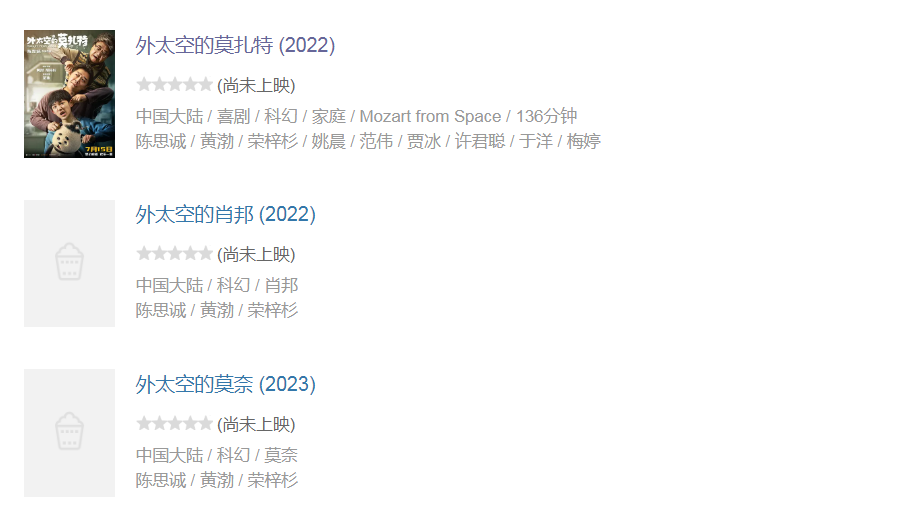 外太空的莫扎特
7月15日
外太空的莫扎特 (2022)
(尚未上映)
中国大陆 / 喜剧 / 科幻 / 家庭 / Mozart from Space / 136分钟
陈思诚 / 黄渤 / 荣梓杉 / 姚晨 / 范伟 / 贾冰 / 许君聪 / 于洋 / 梅婷
外太空的肖邦 (2022)
(尚未上映)
中国大陆 / 科幻 / 肖邦
陈思诚 / 黄渤 / 荣梓杉
外太空的莫奈 (2023)
(尚未上映)
中国大陆 / 科幻 / 莫奈
陈思诚 / 黄渤 / 荣梓杉